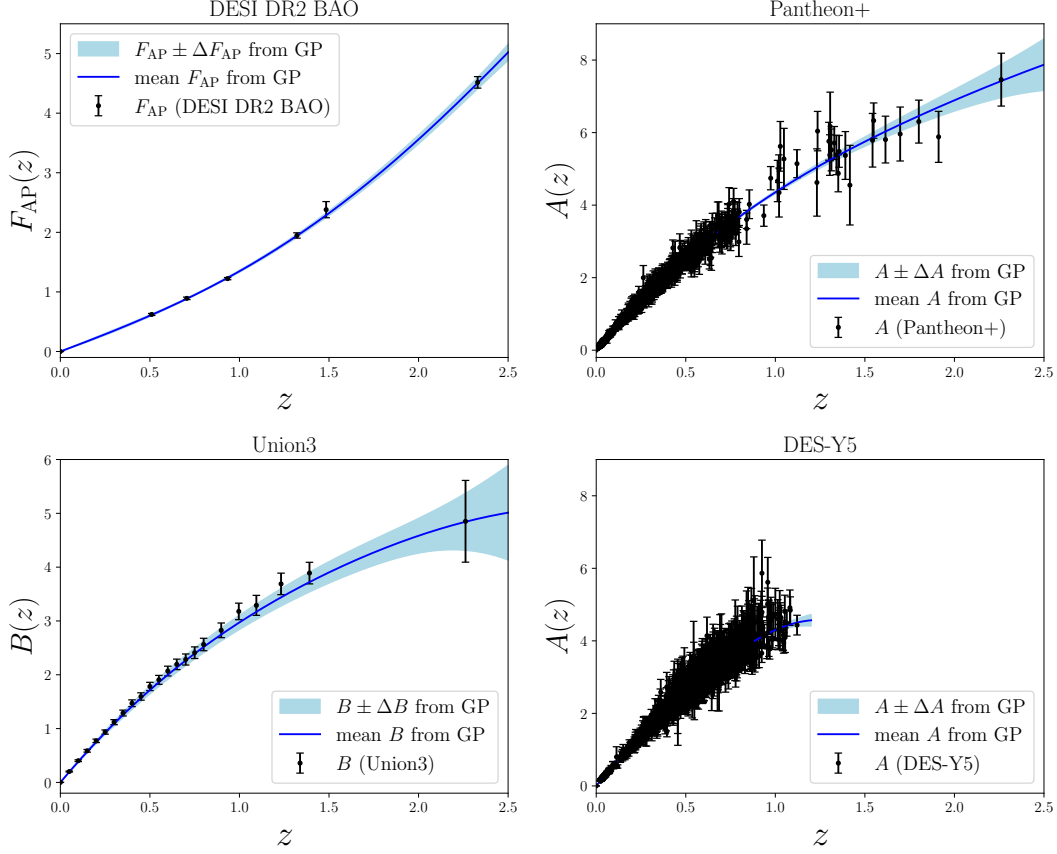 DESI DR2 BAO
F_AP ± ΔF_AP from GP
mean F_AP from GP
F_AP (DESI DR2 BAO)
F_AP(z)
5
4
3
2
1
0
0.0 0.5 1.0 1.5 2.0 2.5
z
Pantheon+
A(z)
8
6
4
2
0
A ± ΔA from GP
mean A from GP
A (Pantheon+)
0.0 0.5 1.0 1.5 2.0 2.5
z
Union3
B(z)
6
5
4
3
2
1
0
B ± ΔB from GP
mean B from GP
B (Union3)
0.0 0.5 1.0 1.5 2.0 2.5
z
DES-Y5
A(z)
8
6
4
2
0
A ± ΔA from GP
mean A from GP
A (DES-Y5)
0.0 0.5 1.0 1.5 2.0 2.5
z